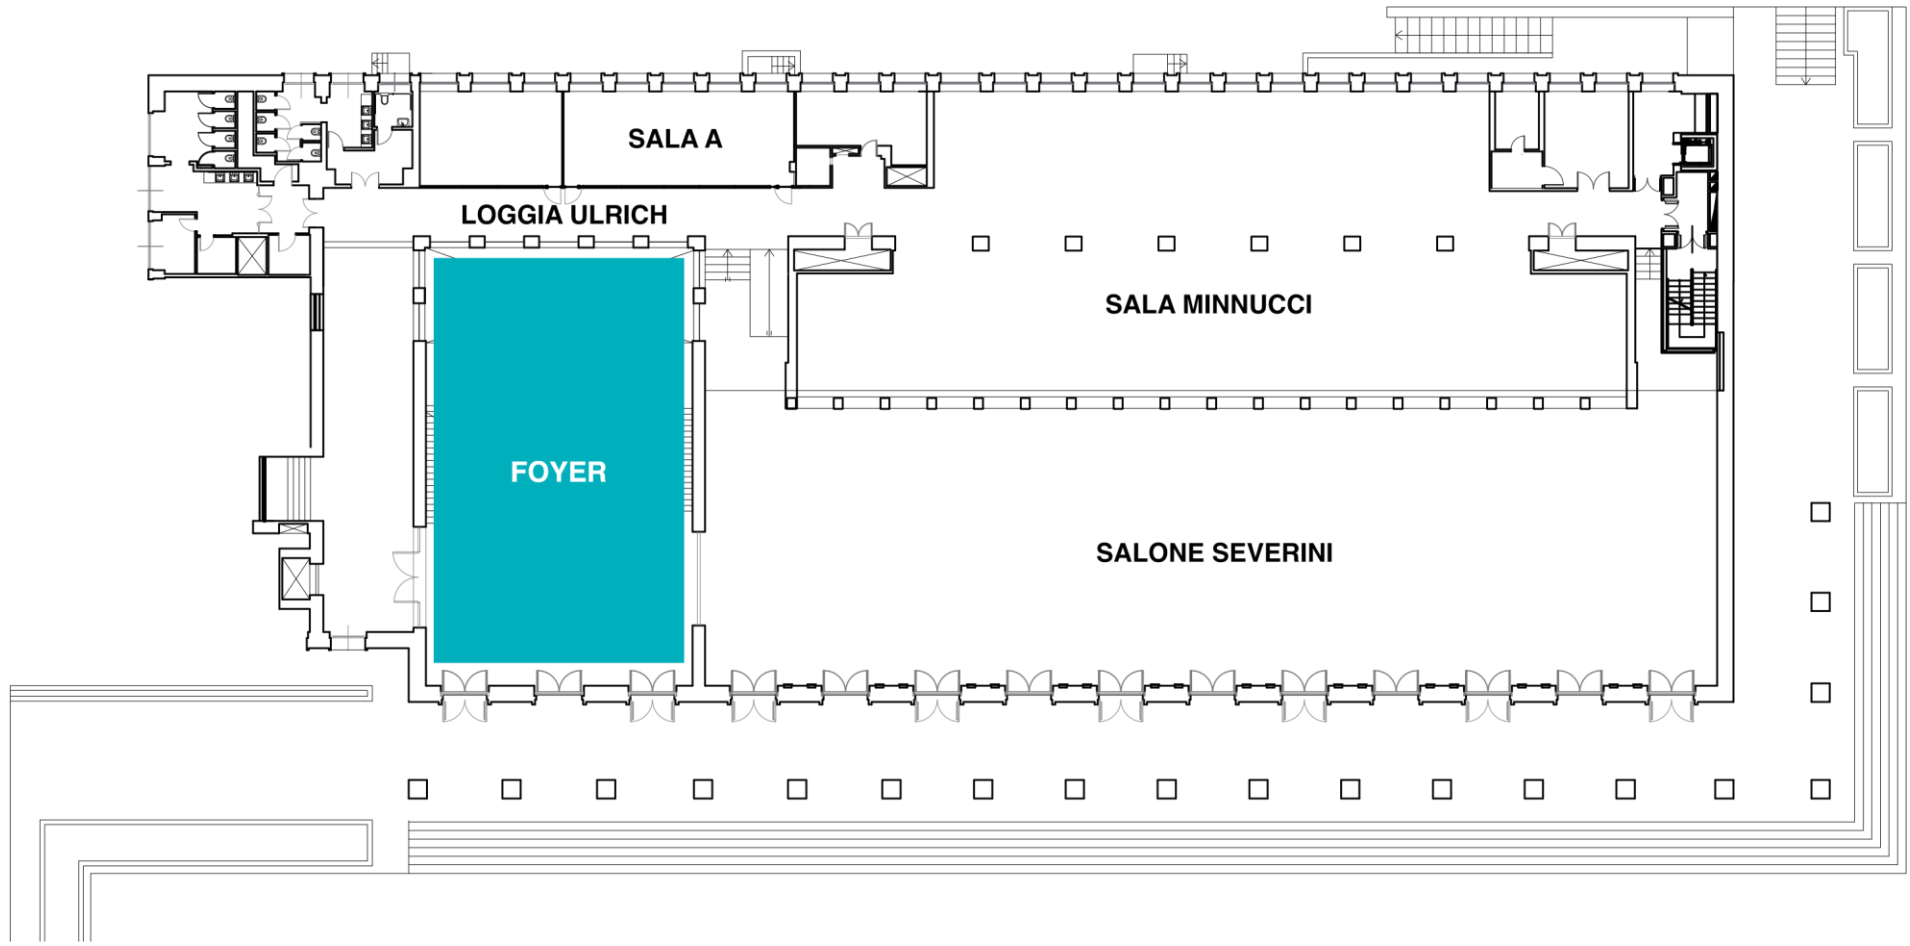 SALA A
LOGGIA ULRICH
SALA MINNUCCI
FOYER
SALONE SEVERINI